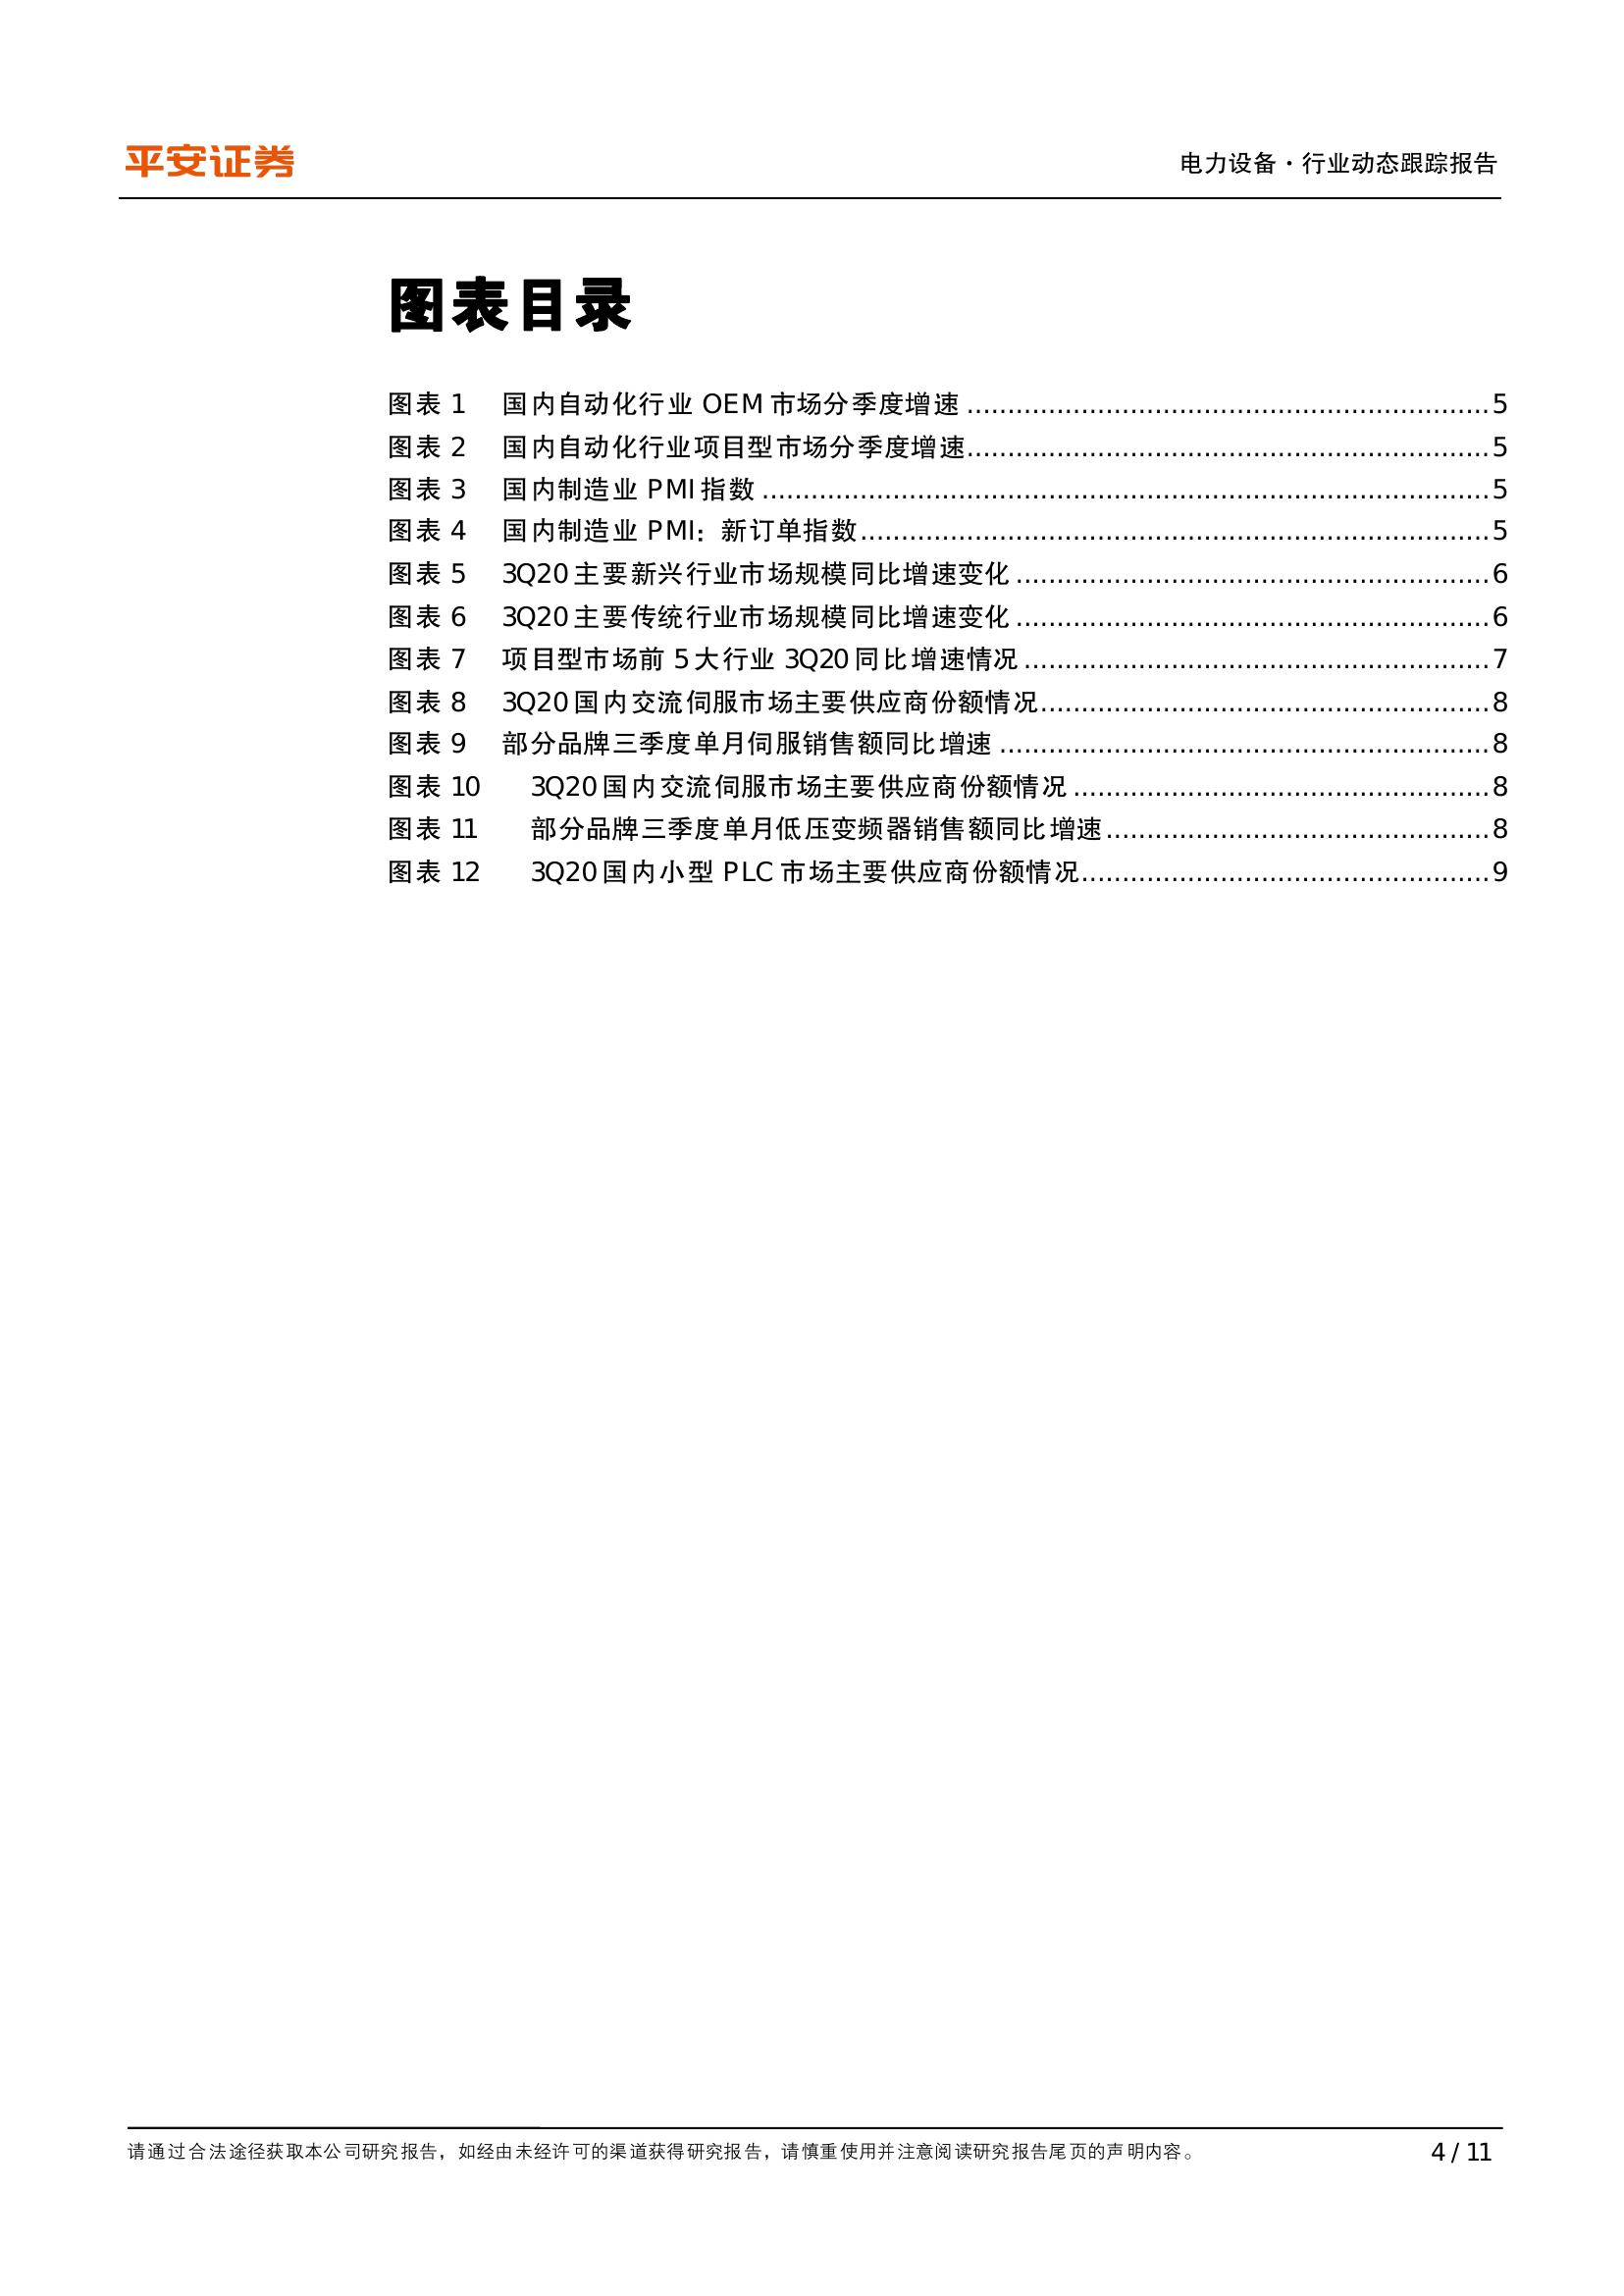 平安证券
电力设备·行业动态跟踪报告
图表目录
图表 1 国内自动化行业 OEM 市场分季度增速 ................................................................ 5
图表 2 国内自动化行业项目型市场分季度增速................................................................ 5
图表 3 国内制造业 PMI 指数 ................................................................ 5
图表 4 国内制造业 PMI：新订单指数................................................................ 5
图表 5 3Q20 主要新兴行业市场规模同比增速变化 ................................................................ 6
图表 6 3Q20 主要传统行业市场规模同比增速变化 ................................................................ 6
图表 7 项目型市场前 5 大行业 3Q20 同比增速情况 ................................................................ 7
图表 8 3Q20 国内交流伺服市场主要供应商份额情况................................................................ 8
图表 9 部分品牌三季度单月伺服销售额同比增速 ................................................................ 8
图表 10 3Q20 国内交流伺服市场主要供应商份额情况 ................................................................ 8
图表 11 部分品牌三季度单月低压变频器销售额同比增速................................................................ 8
图表 12 3Q20 国内小型 PLC 市场主要供应商份额情况................................................................ 9
请通过合法途径获取本公司研究报告，如经由未经许可的渠道获得研究报告，请慎重使用并注意阅读研究报告尾页的声明内容。
4 / 11